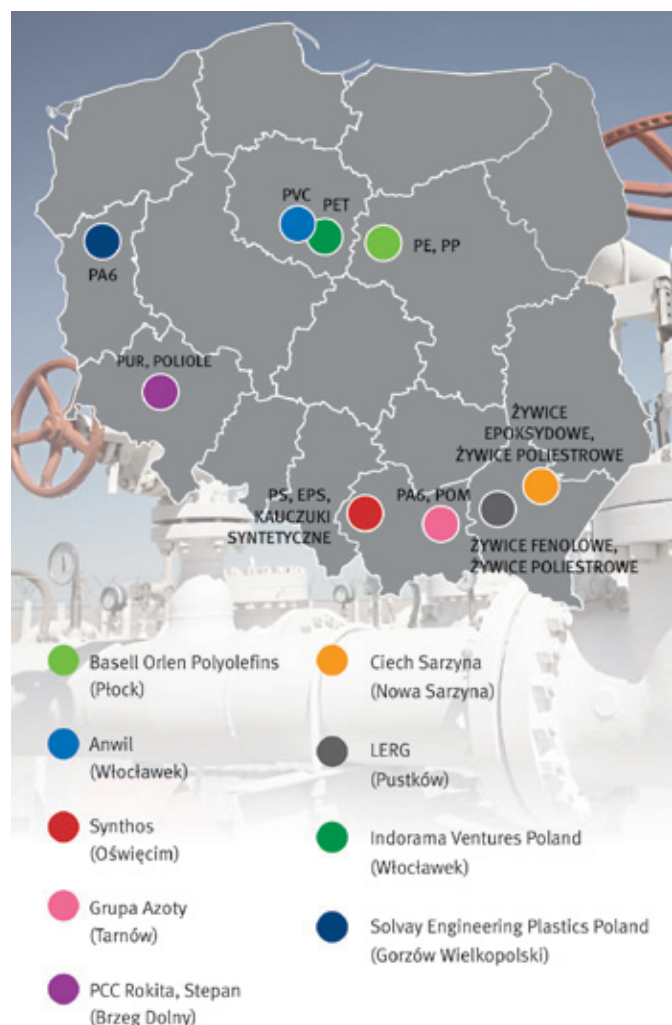 PVC
PET
PE, PP
PA6
PUR, POLIOLE
ŻYWICE
EPOKSYDOWE,
ŻYWICE POLIESTROWE
PS, EPS,
KAUCZUKI
SYNTETYCZNE
PA6, POM
ŻYWICE FENOLOWE,
ŻYWICE POLIESTROWE
Basell Orlen Polyolefins
(Płock)
Anwil
(Włocławek)
Synthos
(Oświęcim)
Grupa Azoty
(Tarnów)
PCC Rokita, Stepan
(Brzeg Dolny)
Ciech Sarzyna
(Nowa Sarzyna)
LERG
(Pustków)
Indorama Ventures Poland
(Włocławek)
Solvay Engineering Plastics Poland
(Gorzów Wielkopolski)